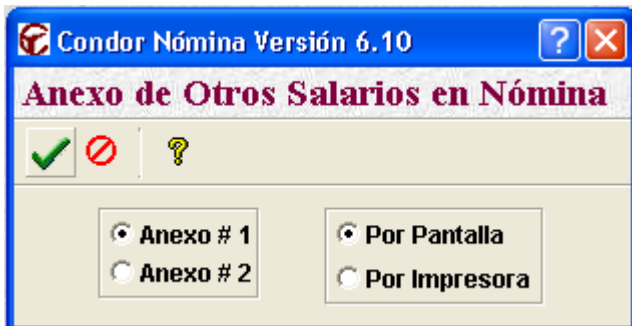 Condor Nómina Versión 6.10
Anexo de Otros Salarios en Nómina
Anexo # 1
Anexo # 2
Por Pantalla
Por Impresora